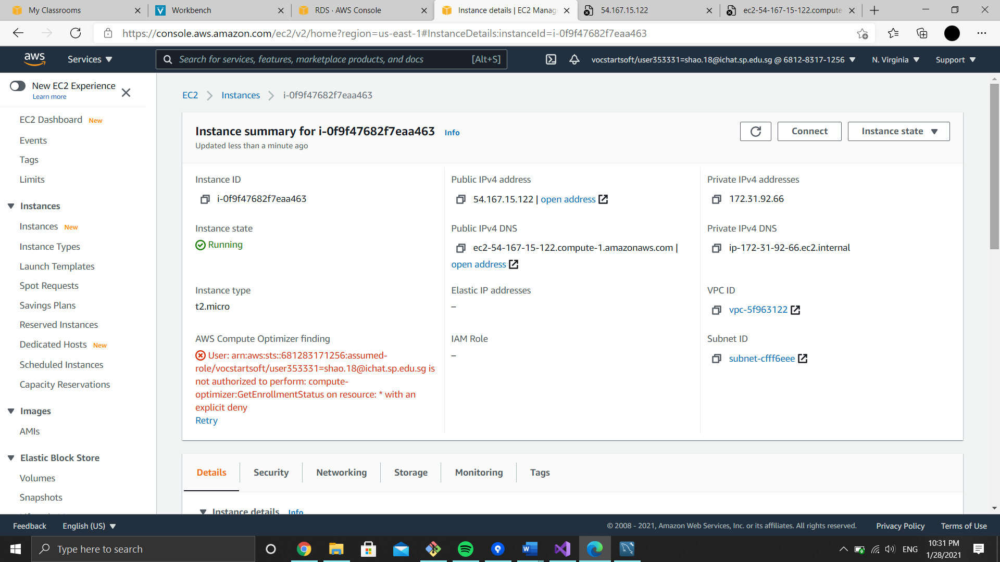 My Classrooms
Workbench
RDS · AWS Console
Instance details | EC2 Manag
54.167.15.122
ec2-54-167-15-122.compute
https://console.aws.amazon.com/ec2/v2/home?region=us-east-1#InstanceDetails:instanceId=i-0f9f47682f7eaa463
aws
Services
Search for services, features, marketplace products, and docs
[Alt+S]
vocstartsoft/user353331=shao.18@ichat.sp.edu.sg @ 6812-8317-1256
N. Virginia
Support
New EC2 Experience
Learn more
EC2 Dashboard New
Events
Tags
Limits
Instances
Instances New
Instance Types
Launch Templates
Spot Requests
Savings Plans
Reserved Instances
Dedicated Hosts New
Scheduled Instances
Capacity Reservations
Images
AMIs
Elastic Block Store
Volumes
Snapshots
EC2
Instances
i-0f9f47682f7eaa463
Instance summary for i-0f9f47682f7eaa463 Info
Updated less than a minute ago
Connect
Instance state
Instance ID
i-0f9f47682f7eaa463
Public IPv4 address
54.167.15.122 | open address
Private IPv4 addresses
172.31.92.66
Instance state
Running
Public IPv4 DNS
ec2-54-167-15-122.compute-1.amazonaws.com |
open address
Private IPv4 DNS
ip-172-31-92-66.ec2.internal
Instance type
t2.micro
Elastic IP addresses
–
VPC ID
vpc-5f963122
AWS Compute Optimizer finding
User: arn:aws:sts::681283171256:assumed-
role/vocstartsoft/user353331=shao.18@ichat.sp.edu.sg is
not authorized to perform: compute-
optimizer:GetEnrollmentStatus on resource: * with an
explicit deny
Retry
IAM Role
–
Subnet ID
subnet-cfff6eee
Details
Security
Networking
Storage
Monitoring
Tags
Instance details Info
Feedback
English (US)
© 2008 - 2021, Amazon Web Services, Inc. or its affiliates. All rights reserved.
Privacy Policy
Terms of Use
Type here to search
ENG
10:31 PM
1/28/2021